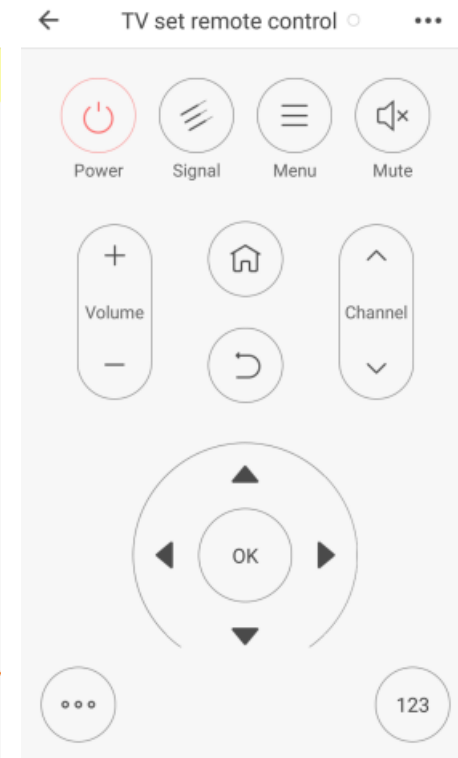 TV set remote control
Power Signal Menu Mute
Volume Channel
OK
123